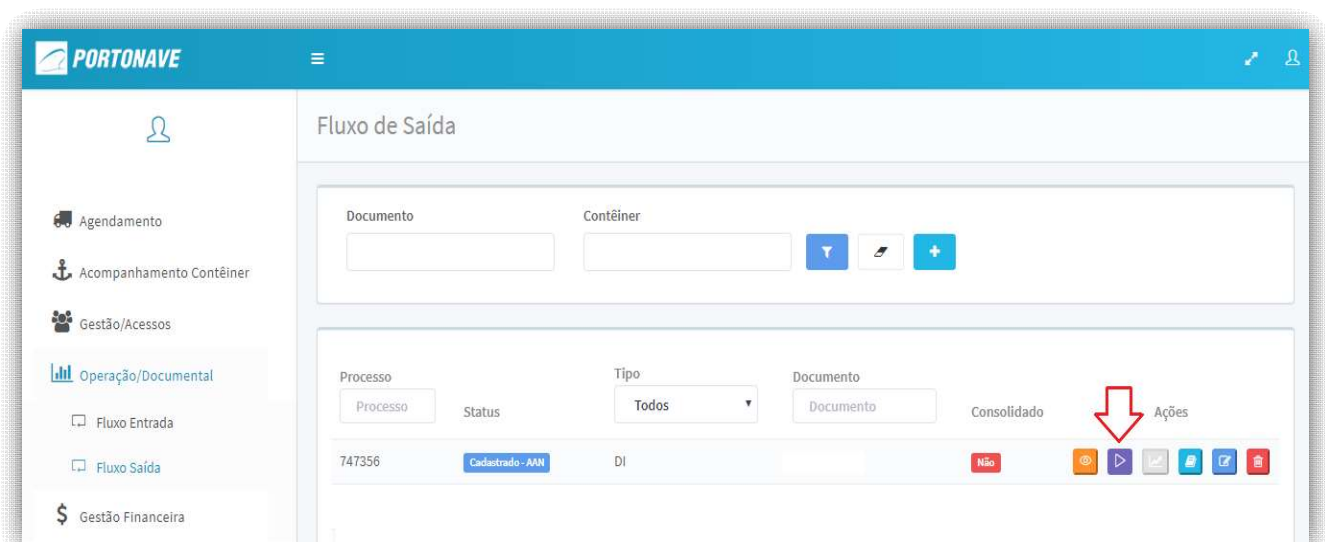 PORTONAVE
Fluxo de Saída
Agendamento
Acompanhamento Contêiner
Gestão/Acessos
Operação/Documental
Fluxo Entrada
Fluxo Saída
Gestão Financeira
Documento Contêiner
Processo Status Tipo Documento Consolidado Ações
Processo Todos Documento
747356 Cadastrado - AAN DI Não